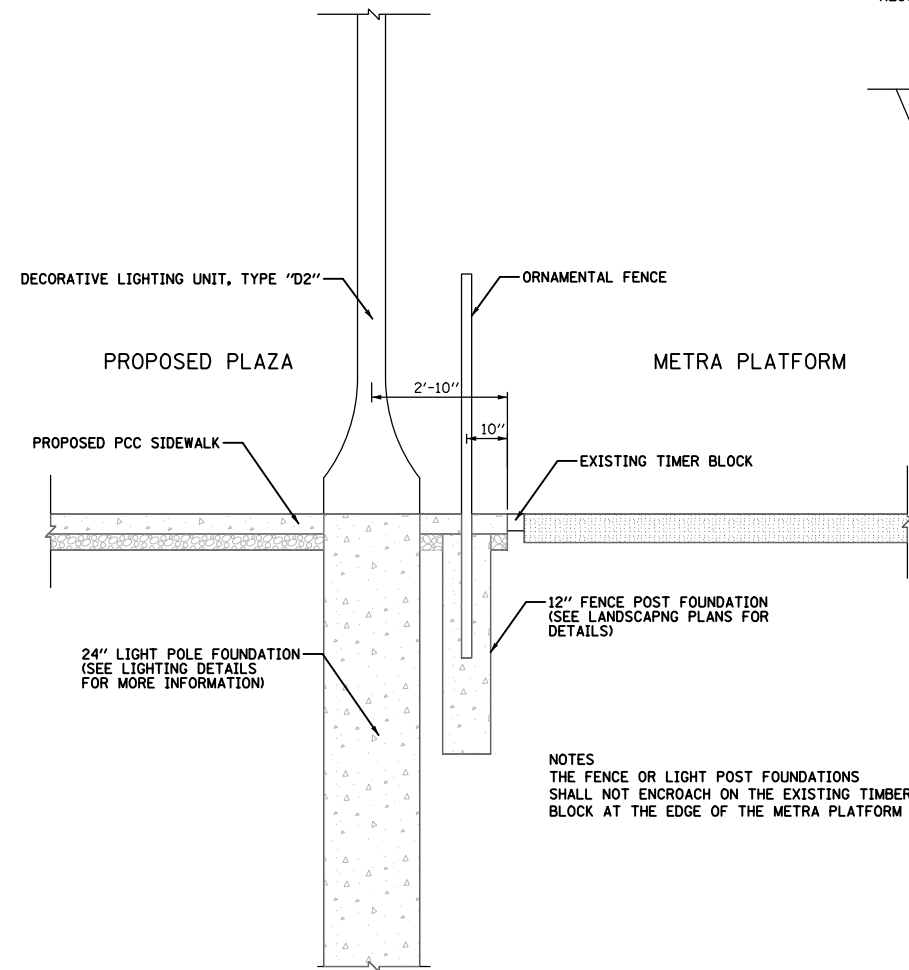 DECORATIVE LIGHTING UNIT, TYPE "D2"
ORNAMENTAL FENCE
PROPOSED PLAZA
METRA PLATFORM
2'-10"
10"
PROPOSED PCC SIDEWALK
EXISTING TIMER BLOCK
12" FENCE POST FOUNDATION
(SEE LANDSCAPNG PLANS FOR
DETAILS)
24" LIGHT POLE FOUNDATION
(SEE LIGHTING DETAILS
FOR MORE INFORMATION)
NOTES
THE FENCE OR LIGHT POST FOUNDATIONS
SHALL NOT ENCROACH ON THE EXISTING TIMBER
BLOCK AT THE EDGE OF THE METRA PLATFORM